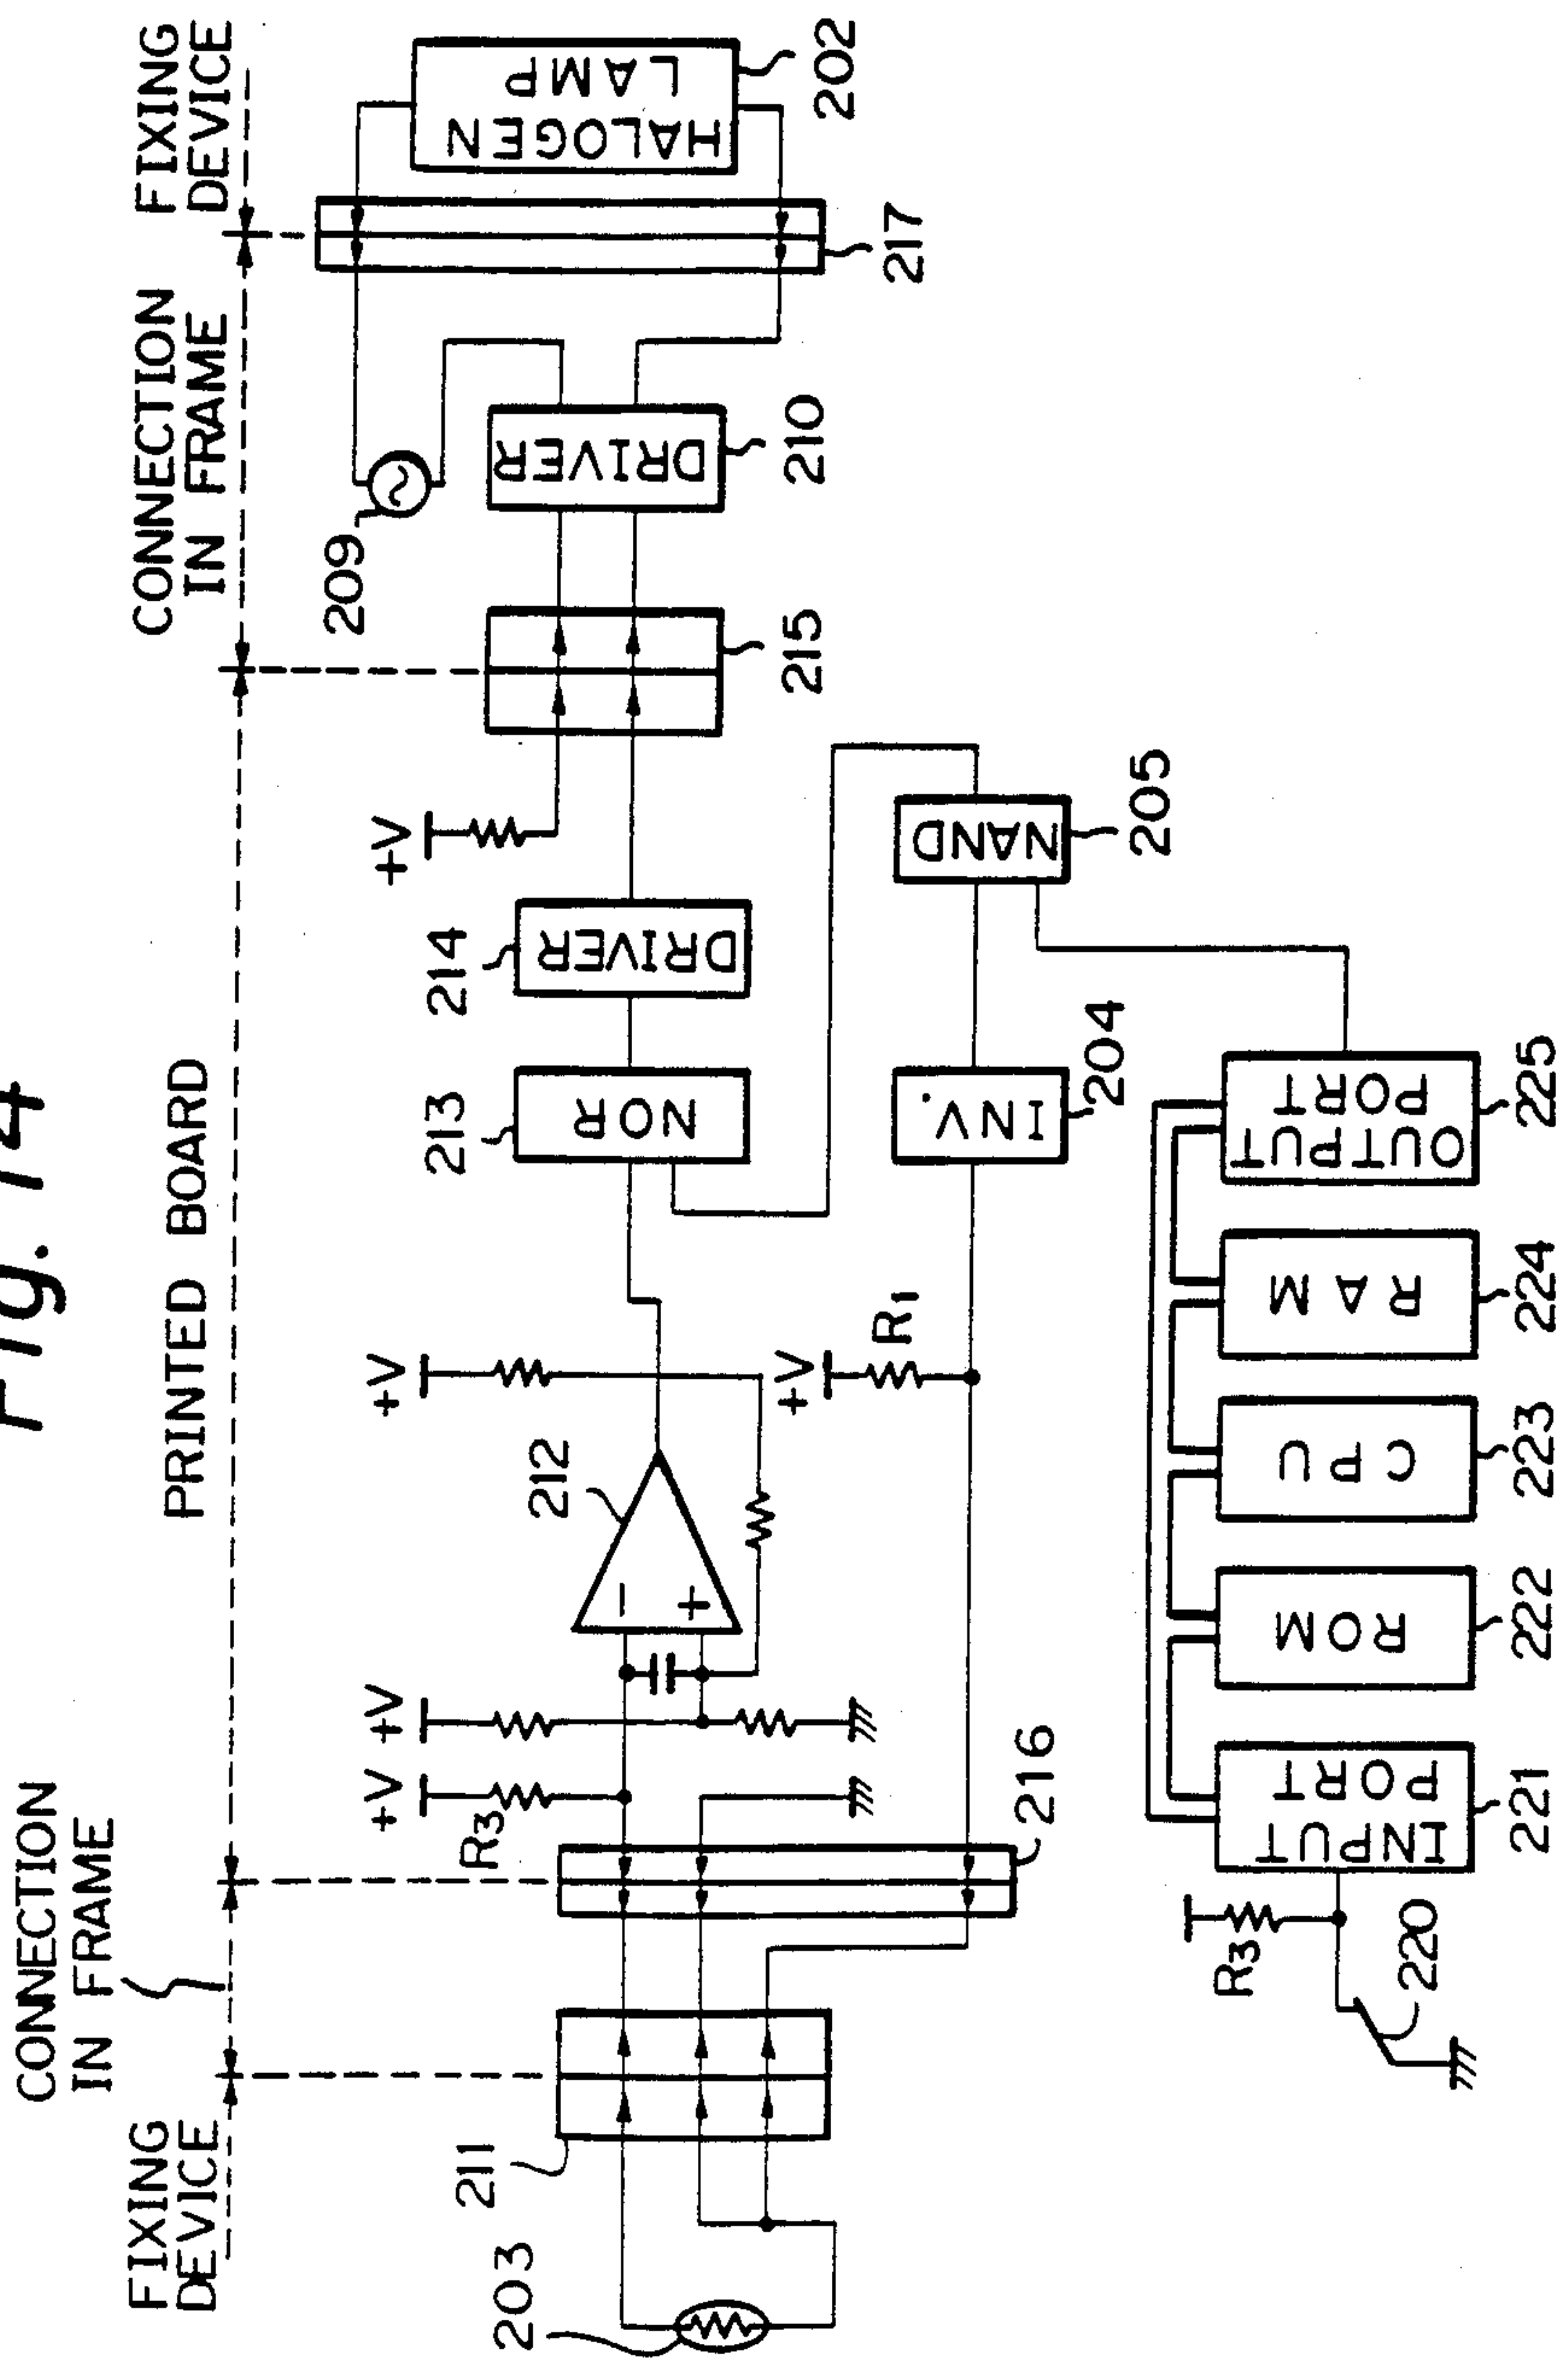 Fig. 14
CONNECTION
IN FRAME
FIXING
DEVICE
PRINTED BOARD
CONNECTION
IN FRAME
FIXING
DEVICE
203
211
R3
+V
+V
212
+V
213
NOR
214
DRIVER
+V
215
209
DRIVER
210
217
HALOGEN
LAMP
202
−
+
216
+V
R1
INV.
204
NAND
205
R3
220
INPUT
PORT
221
ROM
222
CPU
223
RAM
224
OUTPUT
PORT
225